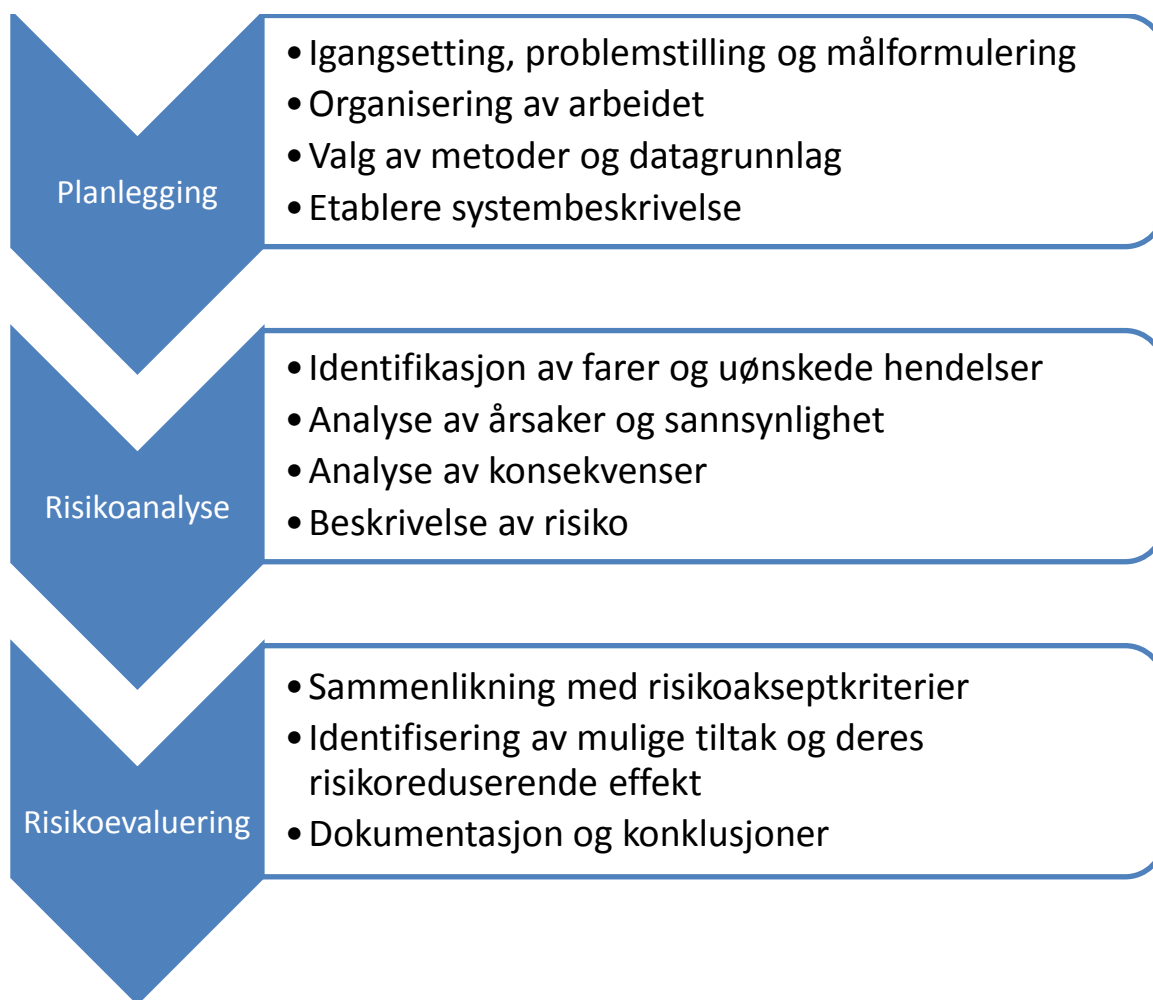 Planlegging
• Igangsetting, problemstilling og målformulering
• Organisering av arbeidet
• Valg av metoder og datagrunnlag
• Etablere systembeskrivelse
Risikoanalyse
• Identifikasjon av farer og uønskede hendelser
• Analyse av årsaker og sannsynlighet
• Analyse av konsekvenser
• Beskrivelse av risiko
Risikoevaluering
• Sammenlikning med risikoakseptkriterier
• Identifisering av mulige tiltak og deres
risikoreduserende effekt
• Dokumentasjon og konklusjoner